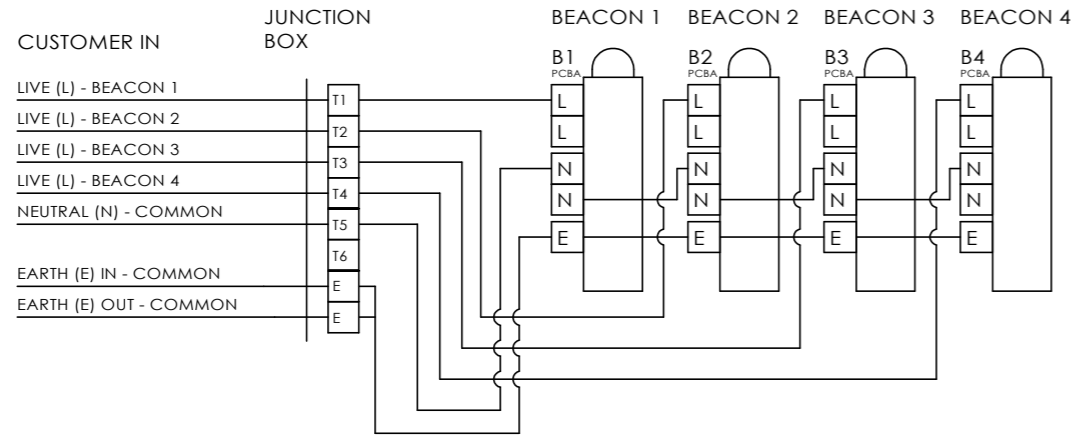 CUSTOMER IN
JUNCTION
BOX
BEACON 1
BEACON 2
BEACON 3
BEACON 4
LIVE (L) - BEACON 1
LIVE (L) - BEACON 2
LIVE (L) - BEACON 3
LIVE (L) - BEACON 4
NEUTRAL (N) - COMMON
EARTH (E) IN - COMMON
EARTH (E) OUT - COMMON
T1
T2
T3
T4
T5
T6
E
E
B1
PCBA
L
L
N
N
E
B2
PCBA
L
L
N
N
E
B3
PCBA
L
L
N
N
E
B4
PCBA
L
L
N
N
E